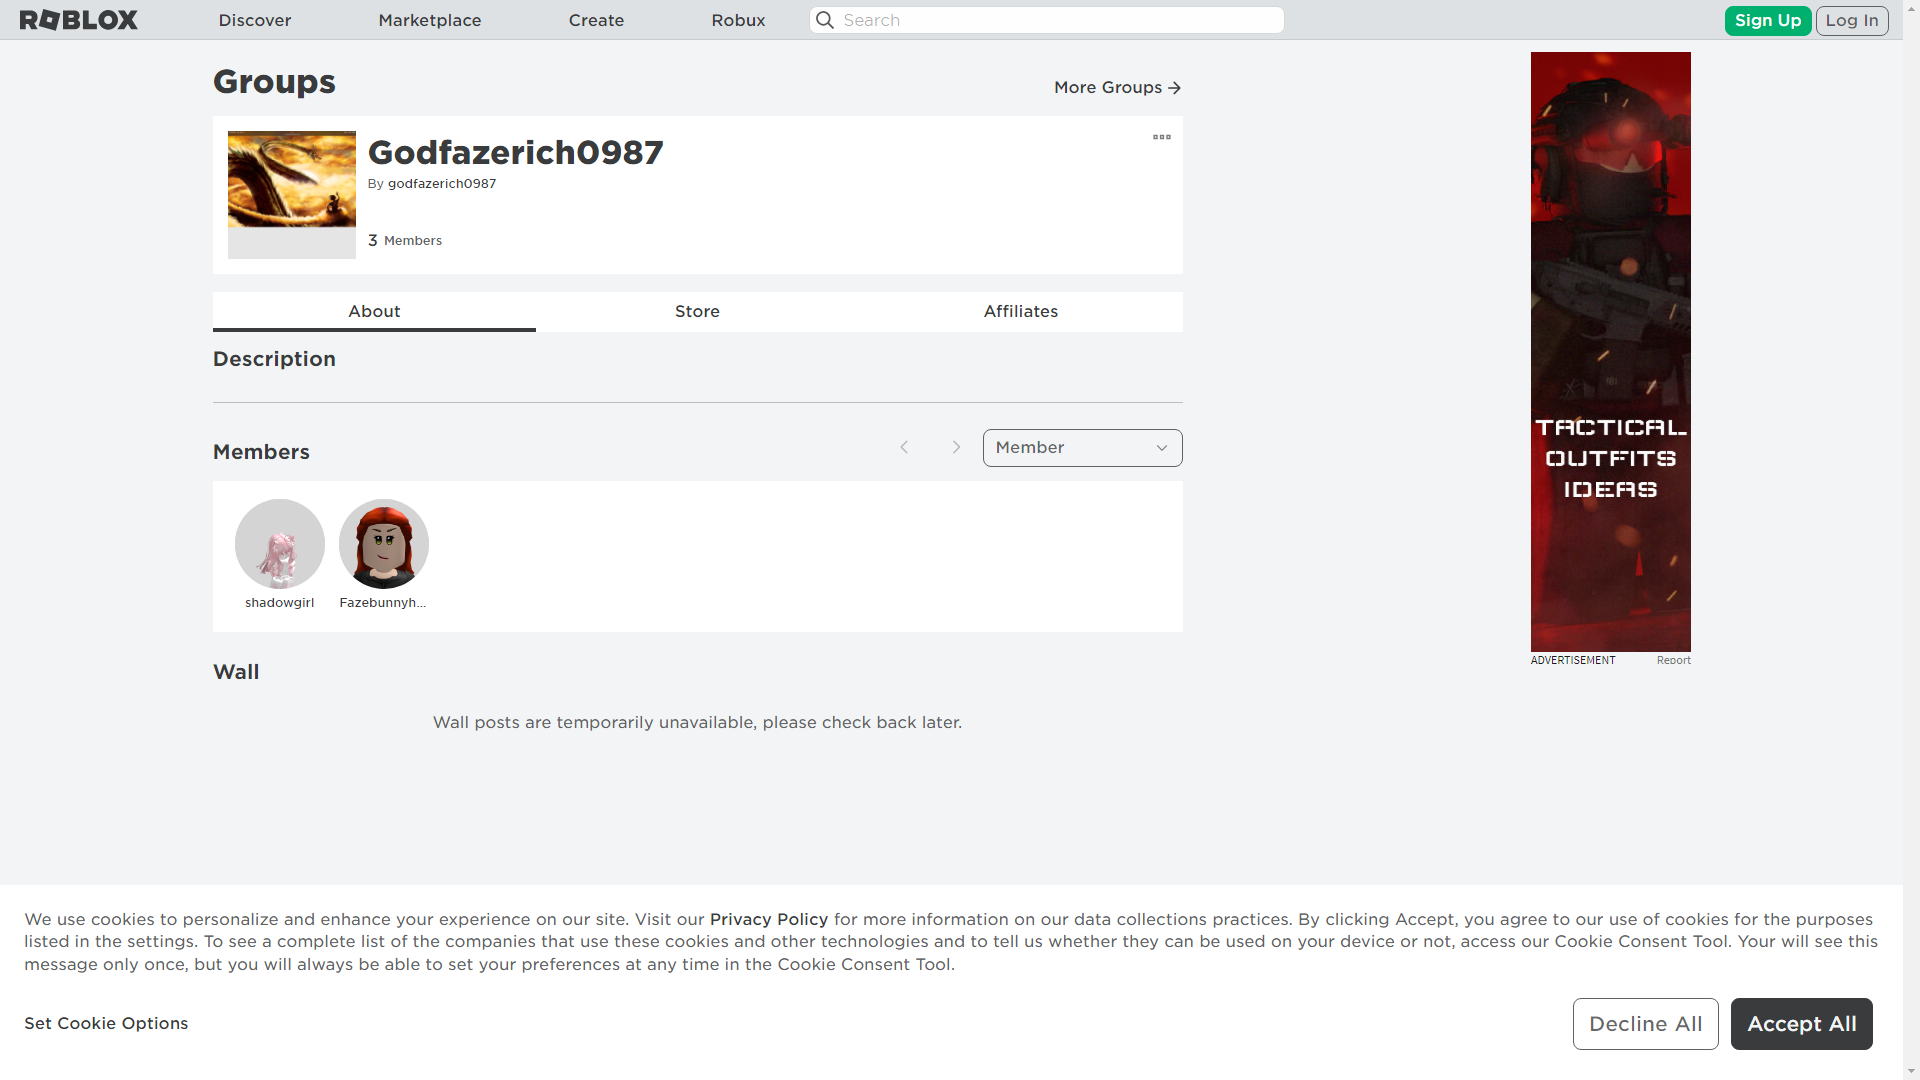 ROBLOX
Discover
Marketplace
Create
Robux
Search
Sign Up
Log In
Groups
More Groups
Godfazerich0987
By godfazerich0987
3 Members
About
Store
Affiliates
Description
Members
Member
shadowgirl
Fazebunnyh...
Wall
Wall posts are temporarily unavailable, please check back later.
TACTICAL
OUTFITS
IDEAS
ADVERTISEMENT
Report
We use cookies to personalize and enhance your experience on our site. Visit our Privacy Policy for more information on our data collections practices. By clicking Accept, you agree to our use of cookies for the purposes
listed in the settings. To see a complete list of the companies that use these cookies and other technologies and to tell us whether they can be used on your device or not, access our Cookie Consent Tool. Your will see this
message only once, but you will always be able to set your preferences at any time in the Cookie Consent Tool.
Set Cookie Options
Decline All
Accept All